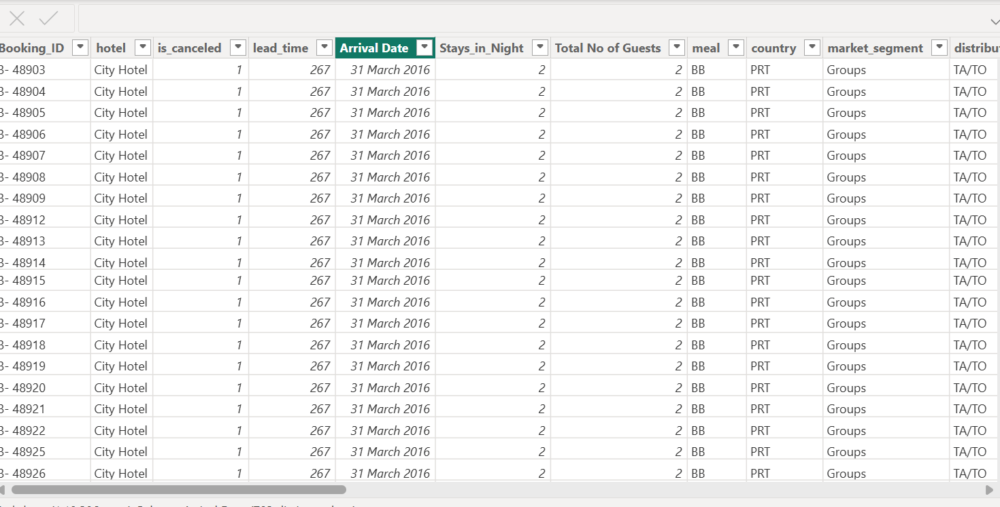 Booking_ID hotel is_canceled lead_time Arrival Date Stays_in_Night Total No of Guests meal country market_segment distribu
B- 48903 City Hotel 1 267 31 March 2016 2 2 BB PRT Groups TA/TO
B- 48904 City Hotel 1 267 31 March 2016 2 2 BB PRT Groups TA/TO
B- 48905 City Hotel 1 267 31 March 2016 2 2 BB PRT Groups TA/TO
B- 48906 City Hotel 1 267 31 March 2016 2 2 BB PRT Groups TA/TO
B- 48907 City Hotel 1 267 31 March 2016 2 2 BB PRT Groups TA/TO
B- 48908 City Hotel 1 267 31 March 2016 2 2 BB PRT Groups TA/TO
B- 48909 City Hotel 1 267 31 March 2016 2 2 BB PRT Groups TA/TO
B- 48912 City Hotel 1 267 31 March 2016 2 2 BB PRT Groups TA/TO
B- 48913 City Hotel 1 267 31 March 2016 2 2 BB PRT Groups TA/TO
B- 48914 City Hotel 1 267 31 March 2016 2 2 BB PRT Groups TA/TO
B- 48915 City Hotel 1 267 31 March 2016 2 2 BB PRT Groups TA/TO
B- 48916 City Hotel 1 267 31 March 2016 2 2 BB PRT Groups TA/TO
B- 48917 City Hotel 1 267 31 March 2016 2 2 BB PRT Groups TA/TO
B- 48918 City Hotel 1 267 31 March 2016 2 2 BB PRT Groups TA/TO
B- 48919 City Hotel 1 267 31 March 2016 2 2 BB PRT Groups TA/TO
B- 48920 City Hotel 1 267 31 March 2016 2 2 BB PRT Groups TA/TO
B- 48921 City Hotel 1 267 31 March 2016 2 2 BB PRT Groups TA/TO
B- 48922 City Hotel 1 267 31 March 2016 2 2 BB PRT Groups TA/TO
B- 48925 City Hotel 1 267 31 March 2016 2 2 BB PRT Groups TA/TO
B- 48926 City Hotel 1 267 31 March 2016 2 2 BB PRT Groups TA/TO